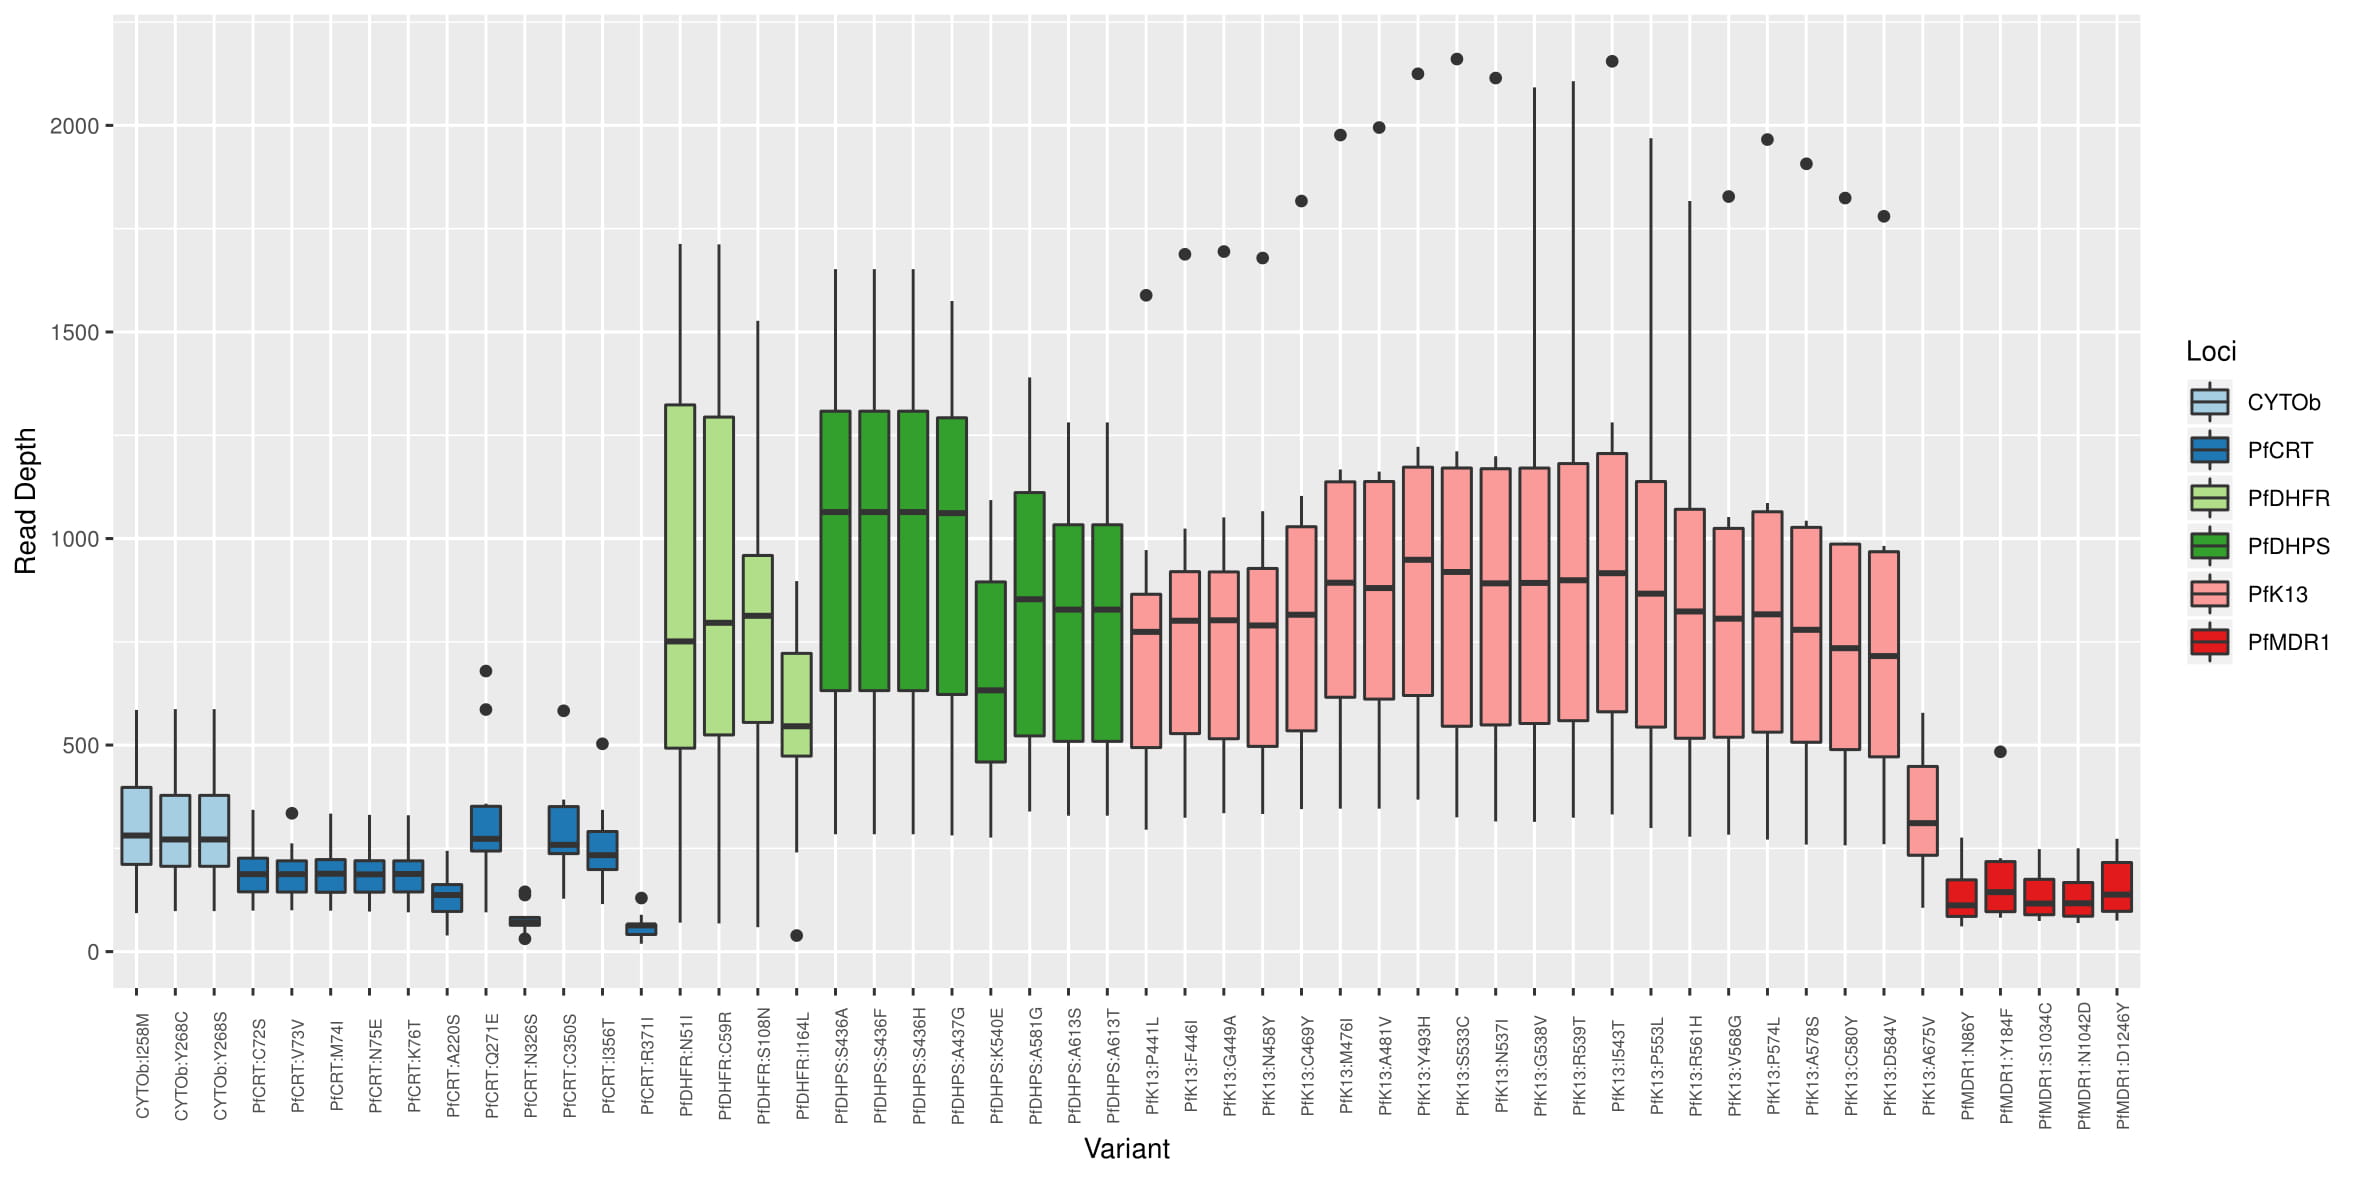 2000
1500
1000
500
0
Read Depth
CYTOb:I258M
CYTOb:Y268C
CYTOb:Y268S
PfCRT:C72S
PfCRT:V73V
PfCRT:M74I
PfCRT:N75E
PfCRT:K76T
PfCRT:A220S
PfCRT:Q271E
PfCRT:N326S
PfCRT:C350S
PfCRT:I356T
PfCRT:R371I
PfDHFR:N51I
PfDHFR:C59R
PfDHFR:S108N
PfDHFR:I164L
PfDHPS:S436A
PfDHPS:S436F
PfDHPS:S436H
PfDHPS:A437G
PfDHPS:K540E
PfDHPS:A581G
PfDHPS:A613S
PfDHPS:A613T
PfK13:P441L
PfK13:F446I
PfK13:G449A
PfK13:N458Y
PfK13:C469Y
PfK13:M476I
PfK13:A481V
PfK13:Y493H
PfK13:S533C
PfK13:N537I
PfK13:G538V
PfK13:R539T
PfK13:I543T
PfK13:P553L
PfK13:R561H
PfK13:V568G
PfK13:P574L
PfK13:A578S
PfK13:C580Y
PfK13:D584V
PfK13:A675V
PfMDR1:N86Y
PfMDR1:Y184F
PfMDR1:S1034C
PfMDR1:N1042D
PfMDR1:D1246Y
Variant
Loci
CYTOb
PfCRT
PfDHFR
PfDHPS
PfK13
PfMDR1